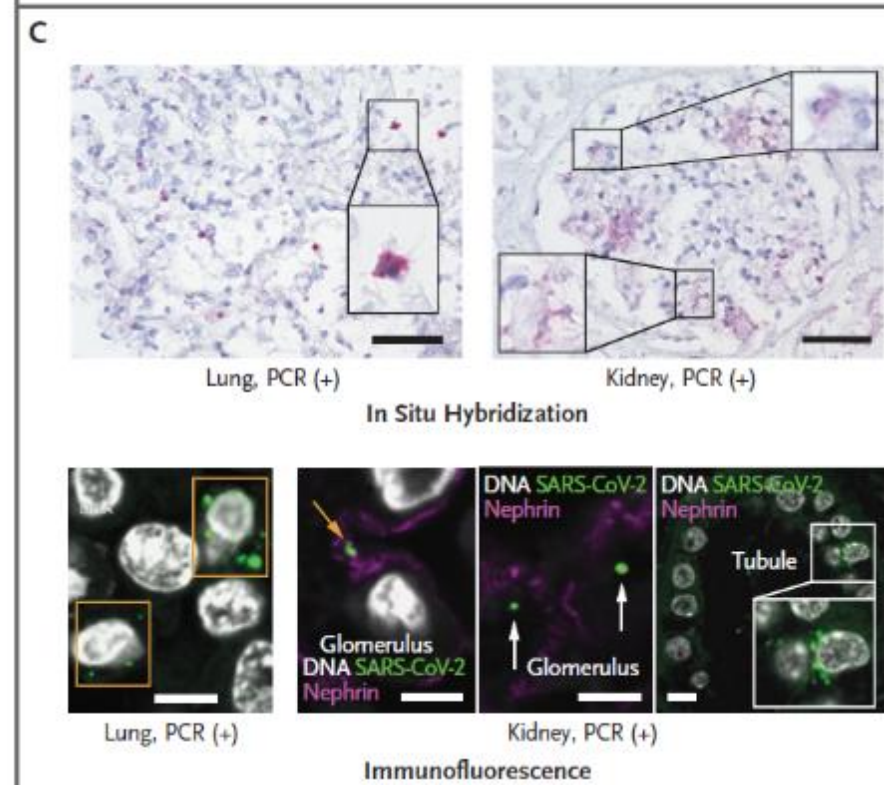 C
Lung, PCR (+)
Kidney, PCR (+)
In Situ Hybridization
Glomerulus
DNA SARS-CoV-2
Nephrin
DNA SARS-CoV-2
Nephrin
Glomerulus
DNA SARS-CoV-2
Nephrin
Tubule
Lung, PCR (+)
Kidney, PCR (+)
Immunofluorescence